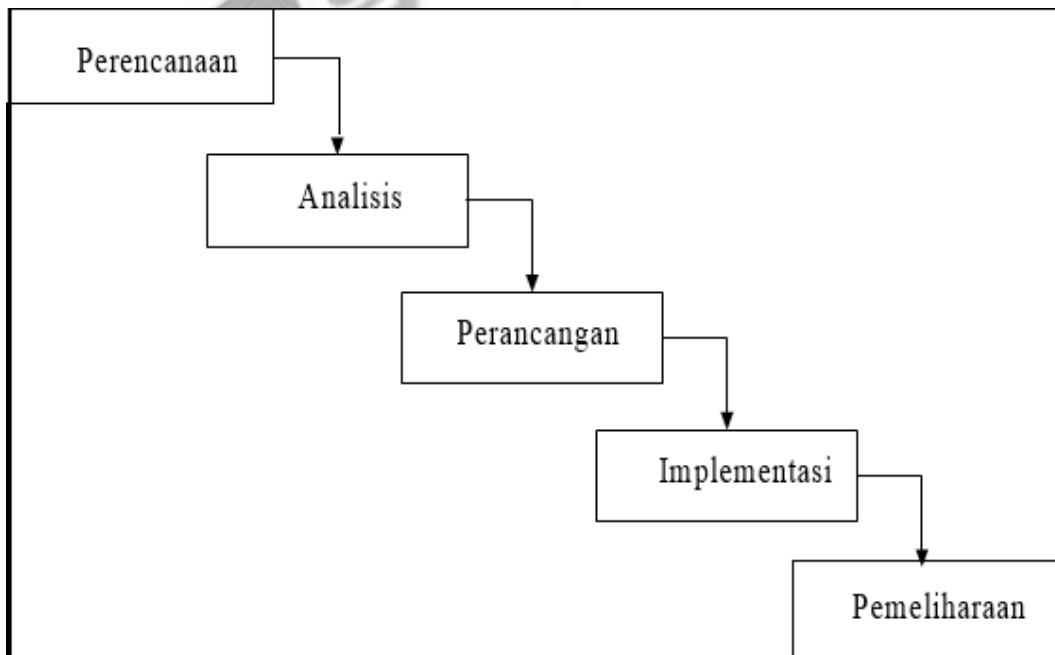 Perencanaan
Analisis
Perancangan
Implementasi
Pemeliharaan